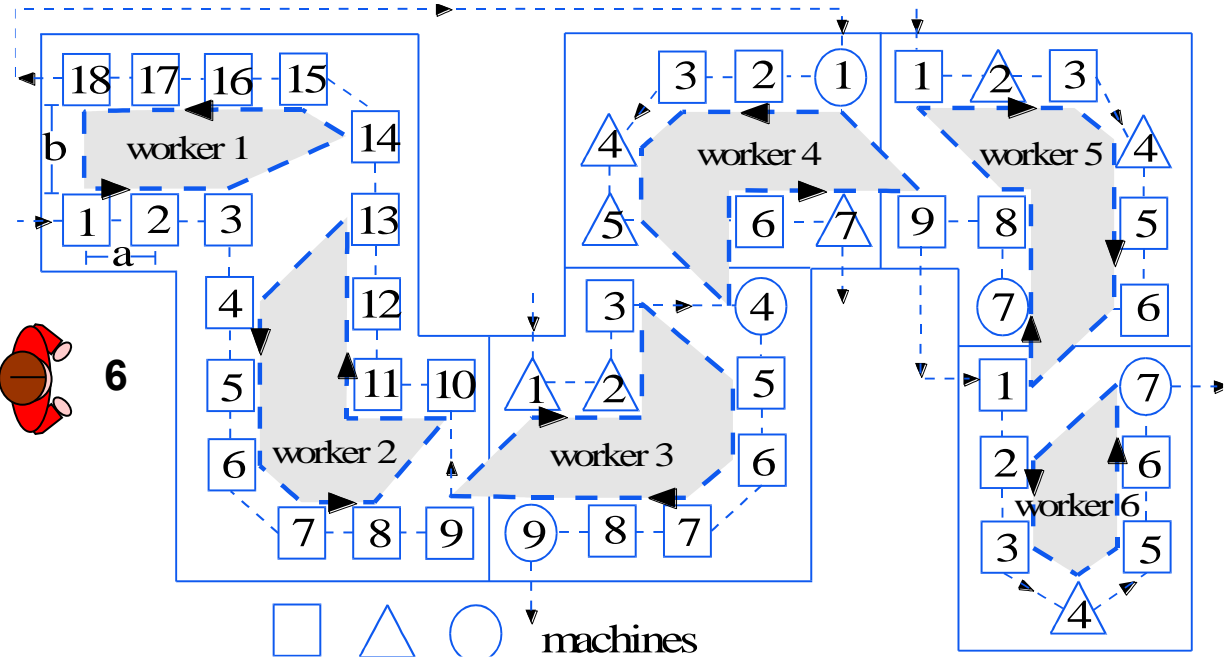 18 17 16 15 3 2 1 1 2 3
14 4 4
b worker 1 worker 4 worker 5
1 2 3 13 5 6 7 9 8 5
a
4 12 3 4 7 6
6 5 11 10 1 2 5 1 7
6 worker 2 worker 3 6 2 6
worker 6
7 8 9 9 8 7 3 5
4
machines